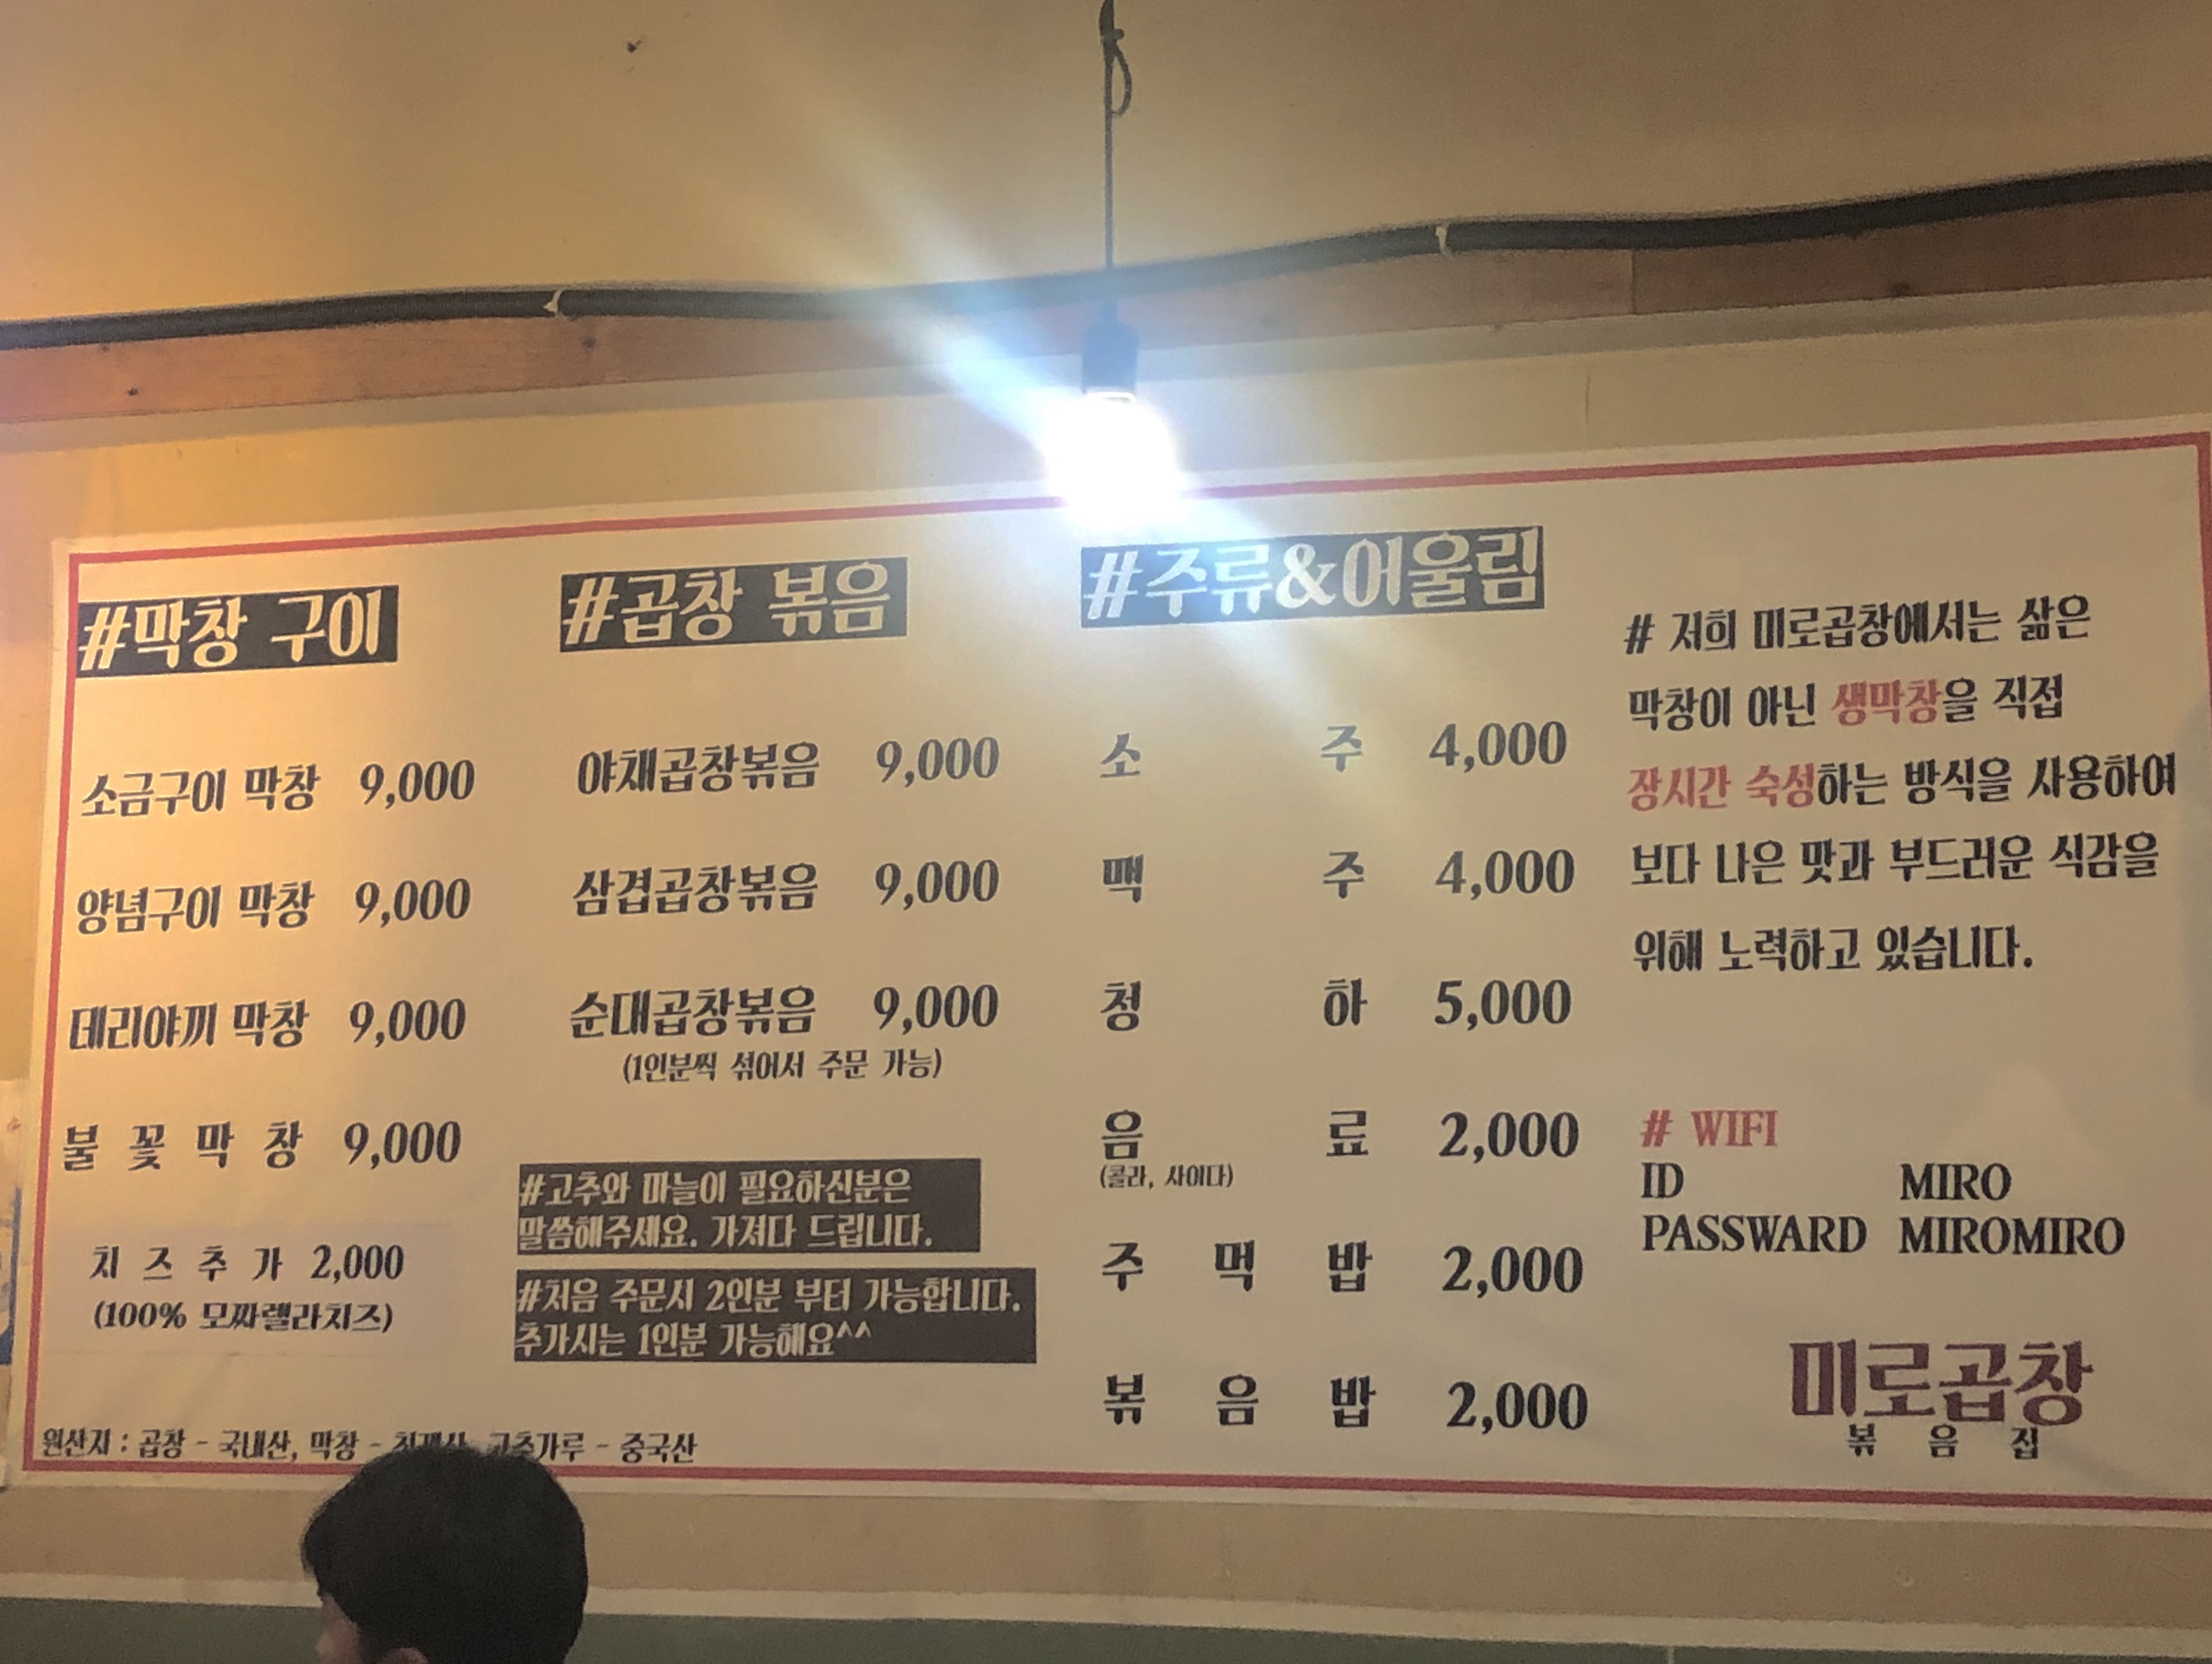 #막창 구이
소금구이 막창 9,000
양념구이 막창 9,000
데리야끼 막창 9,000
불 꽃 막 창 9,000
치 즈 추 가 2,000
(100% 모짜렐라치즈)
#곱창 볶음
야채곱창볶음 9,000
삼겹곱창볶음 9,000
순대곱창볶음 9,000
(1인분씩 섞어서 주문 가능)
#고추와 마늘이 필요하신분은
말씀해주세요. 가져다 드립니다.
#처음 주문시 2인분 부터 가능합니다.
추가시는 1인분 가능해요^^
#주류&어울림
소 주 4,000
맥 주 4,000
청 하 5,000
음 료 2,000
(콜라, 사이다)
주 먹 밥 2,000
볶 음 밥 2,000
# 저희 미로곱창에서는 삶은
막창이 아닌 생막창을 직접
장시간 숙성하는 방식을 사용하여
보다 나은 맛과 부드러운 식감을
위해 노력하고 있습니다.
# WIFI
ID MIRO
PASSWARD MIROMIRO
미로곱창
볶 음 집
원산지 : 곱창 - 국내산, 막창 - 고춧가루 - 중국산